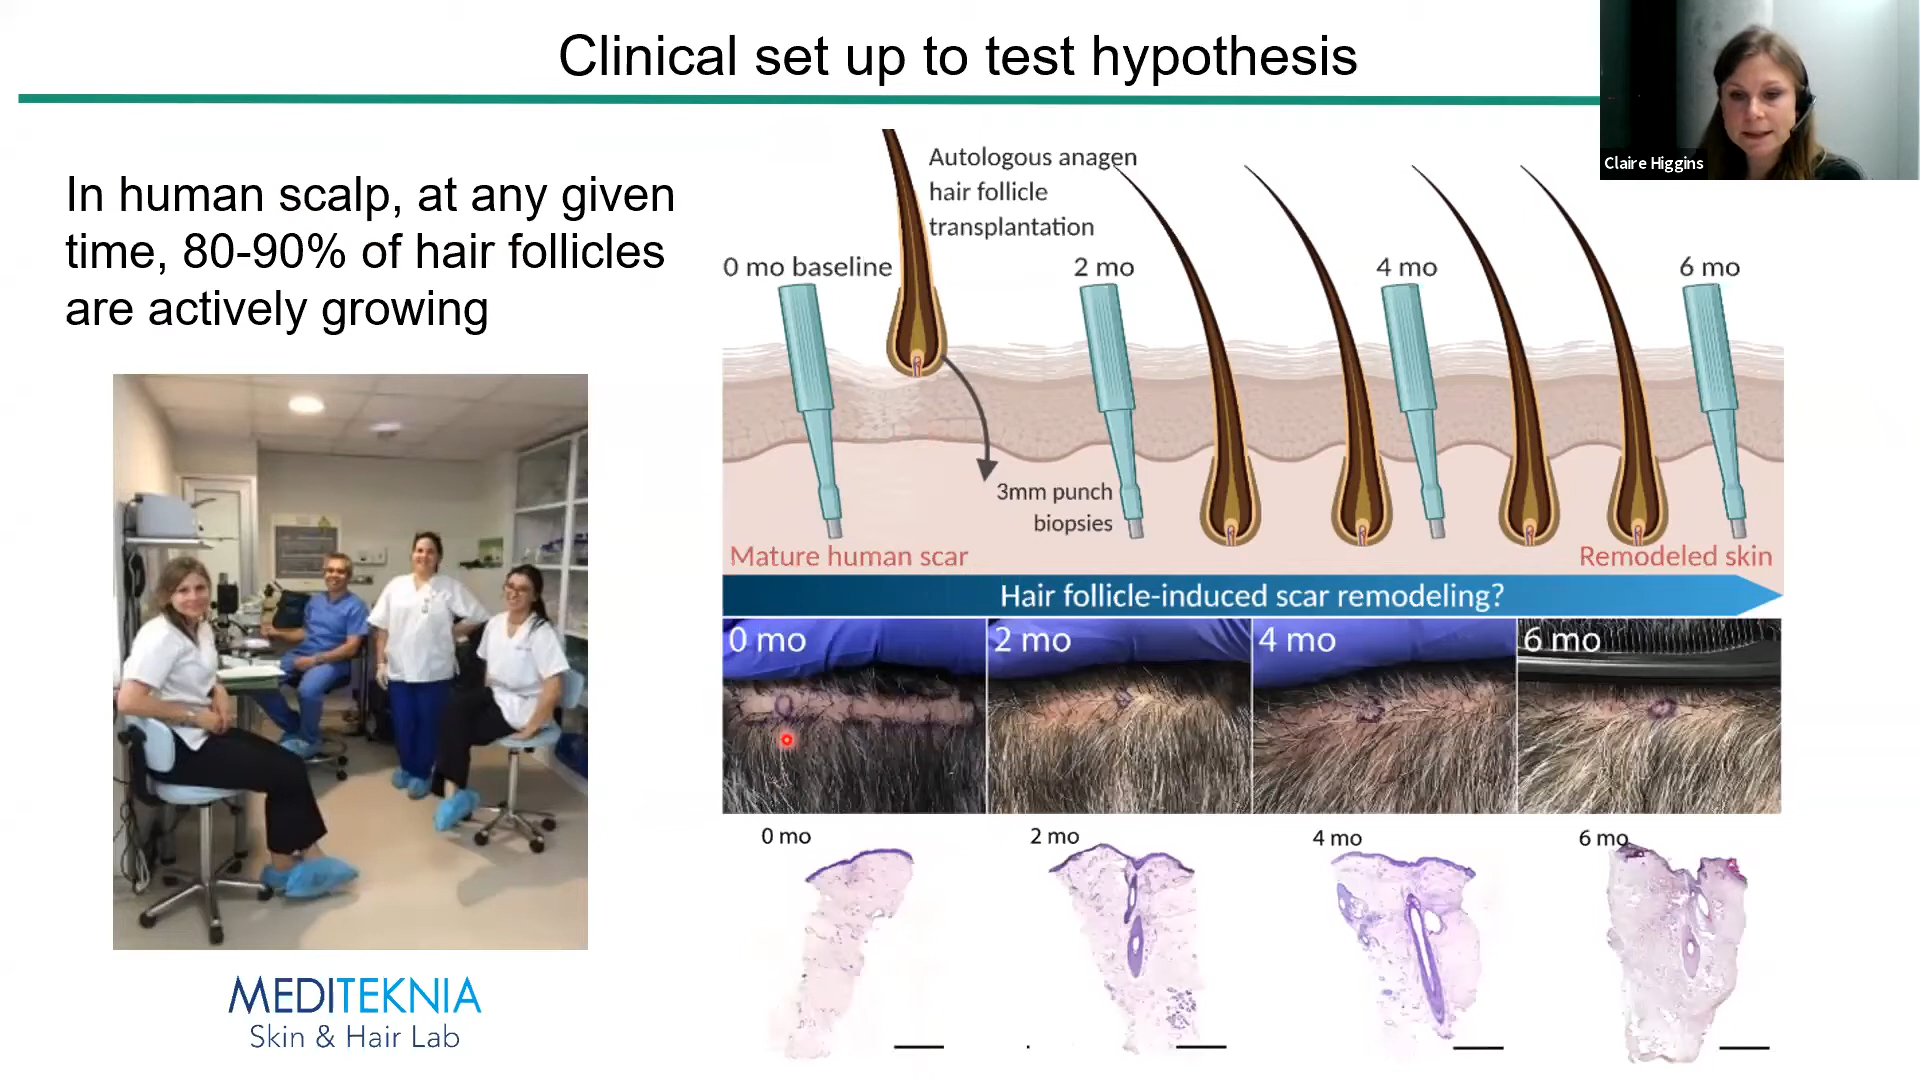 Clinical set up to test hypothesis
Claire Higgins
In human scalp, at any given
time, 80-90% of hair follicles
are actively growing
Autologous anagen
hair follicle
transplantation
0 mo baseline
2 mo
4 mo
6 mo
3mm punch
biopsies
Mature human scar
Remodeled skin
Hair follicle-induced scar remodeling?
0 mo
2 mo
4 mo
6 mo
0 mo
2 mo
4 mo
6 mo
MEDITEKNIA
Skin & Hair Lab